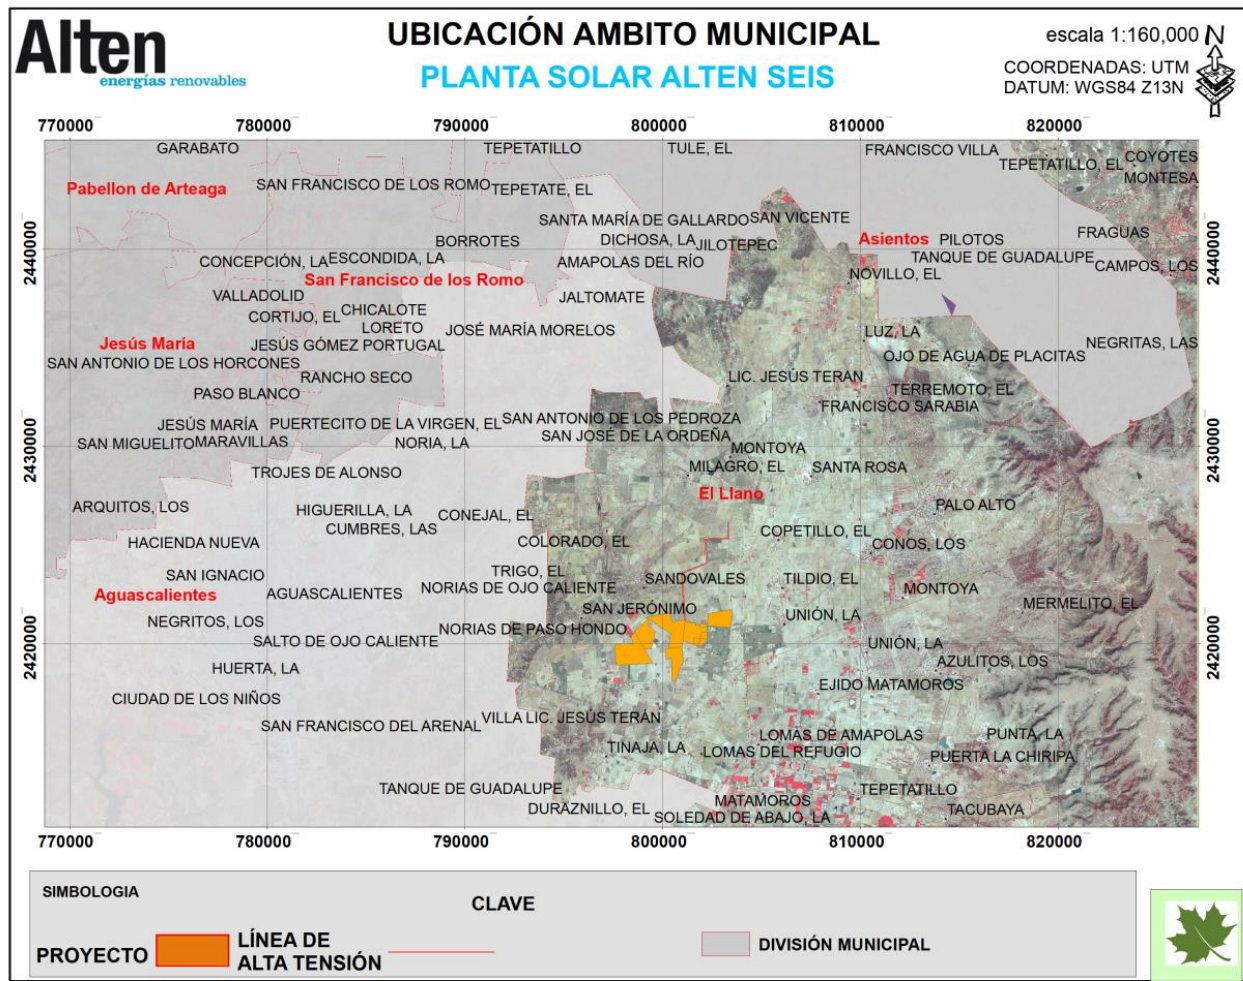 Alten
energías renovables
UBICACIÓN AMBITO MUNICIPAL
PLANTA SOLAR ALTEN SEIS
escala 1:160,000
N
COORDENADAS: UTM
DATUM: WGS84 Z13N
770000 780000 790000 800000 810000 820000
GARABATO TEPETATILLO TULE, EL FRANCISCO VILLA
TEPETATILLO, EL COYOTES
MONTESA
Pabellon de Arteaga
SAN FRANCISCO DE LOS ROMO TEPETATE, EL
SANTA MARÍA DE GALLARDO SAN VICENTE
BORROTES DICHOSA, LA JILOTEPEC Asientos PILOTOS FRAGUAS
2440000 2440000
CONCEPCIÓN, LA ESCONDIDA, LA AMAPOLAS DEL RÍO TANQUE DE GUADALUPE CAMPOS, LOS
San Francisco de los Romo NOVILLO, EL
VALLADOLID JALTOMATE
CORTIJO, EL CHICALOTE
LORETO JOSÉ MARÍA MORELOS LUZ, LA
Jesús María JESÚS GÓMEZ PORTUGAL NEGRITAS, LAS
SAN ANTONIO DE LOS HORCONES OJO DE AGUA DE PLACITAS
RANCHO SECO LIC. JESÚS TERÁN
PASO BLANCO TERREMOTO, EL
FRANCISCO SARABIA
JESÚS MARÍA PUERTECITO DE LA VIRGEN, EL SAN ANTONIO DE LOS PEDROZA
SAN MIGUELITO MARAVILLAS NORIA, LA SAN JOSÉ DE LA ORDEÑA
2430000 MONTOYA 2430000
TROJES DE ALONSO MILAGRO, EL SANTA ROSA
El Llano
ARQUITOS, LOS HIGUERILLA, LA CONEJAL, EL PALO ALTO
CUMBRES, LAS COPETILLO, EL
HACIENDA NUEVA COLORADO, EL CONOS, LOS
SAN IGNACIO TRIGO, EL SANDOVALES TILDIO, EL
Aguascalientes AGUASCALIENTES NORIAS DE OJO CALIENTE MONTOYA
MERMELITO, EL
NEGRITOS, LOS SAN JERÓNIMO UNIÓN, LA
NORIAS DE PASO HONDO
2420000 SALTO DE OJO CALIENTE UNIÓN, LA 2420000
HUERTA, LA AZULITOS, LOS
EJIDO MATAMOROS
CIUDAD DE LOS NIÑOS
SAN FRANCISCO DEL ARENAL VILLA LIC. JESÚS TERÁN
LOMAS DE AMAPOLAS PUNTA, LA
TINAJA, LA LOMAS DEL REFUGIO PUERTA LA CHIRIPA
TANQUE DE GUADALUPE TEPETATILLO
DURAZNILLO, EL MATAMOROS TACUBAYA
SOLEDAD DE ABAJO, LA
770000 780000 790000 800000 810000 820000
SIMBOLOGIA
CLAVE
PROYECTO
LÍNEA DE
ALTA TENSIÓN
DIVISIÓN MUNICIPAL